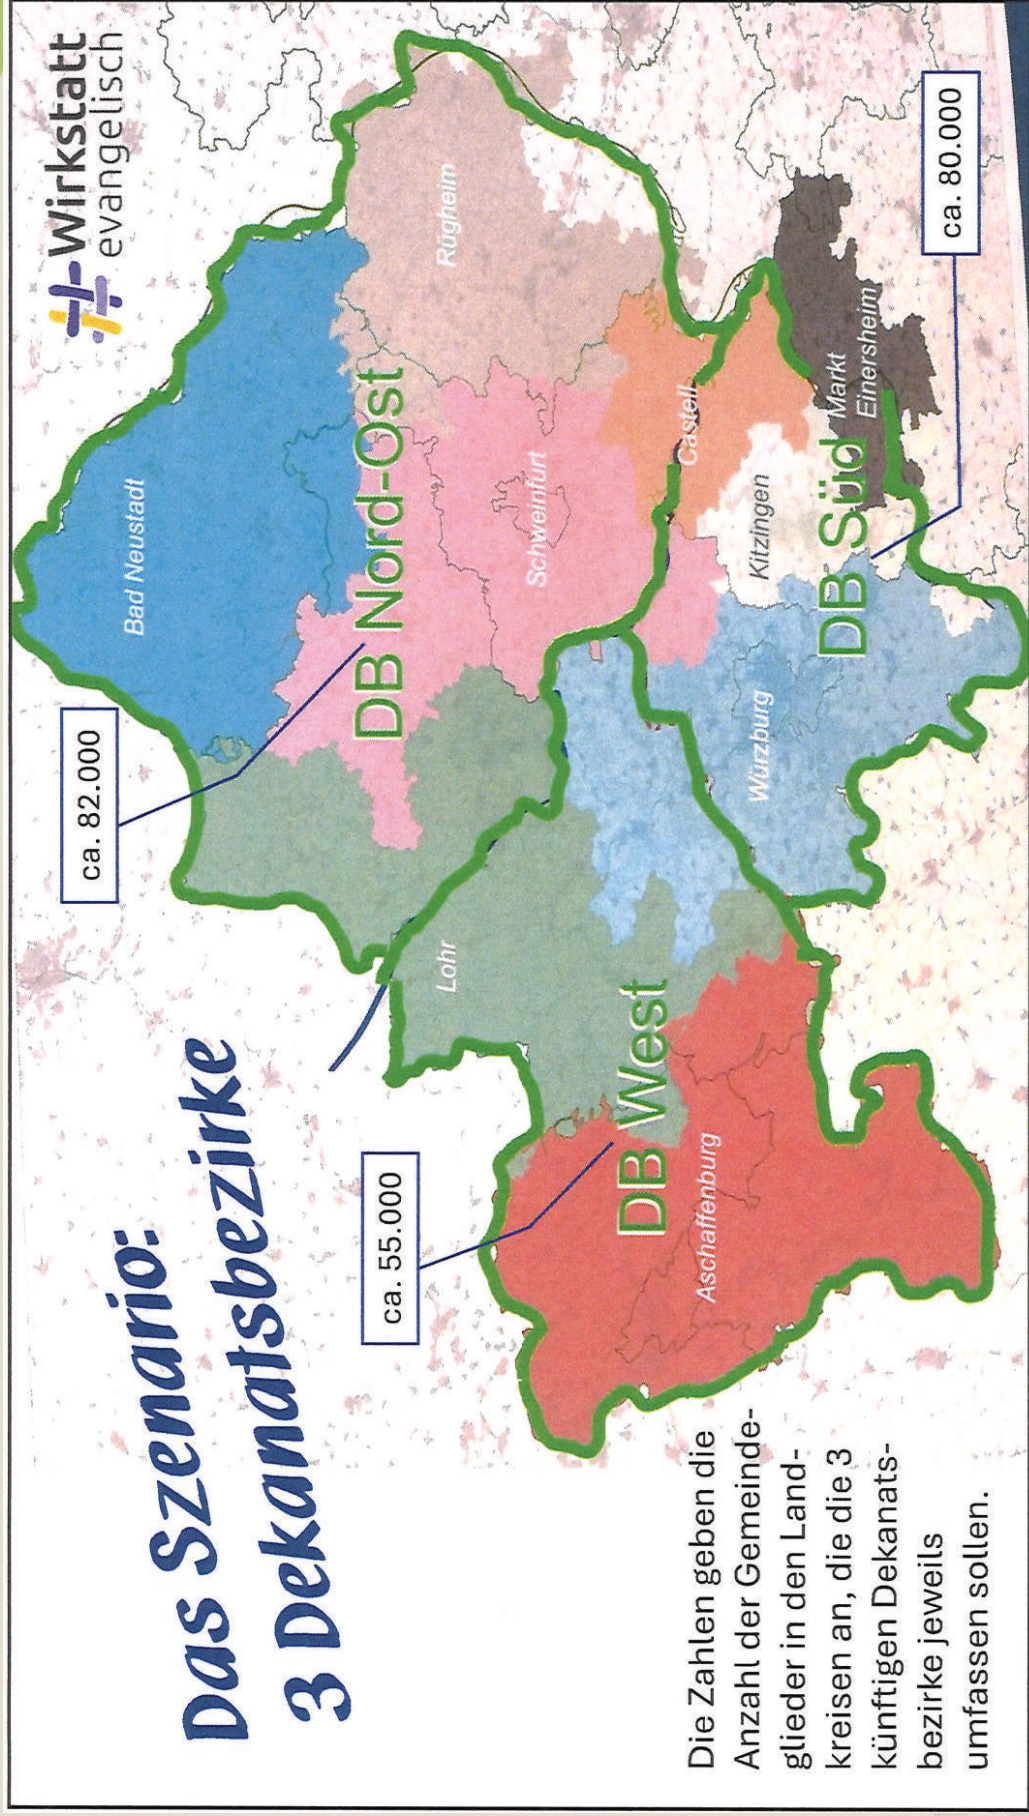 Das Szenario:
3 Dekanatsbezirke
Wirkstatt
evangelisch
ca. 82.000
Bad Neustadt
Rügheim
DB Nord-Ost
Schweinfurt
ca. 55.000
Lohr
DB West
Aschaffenburg
Castell
Kitzingen
Würzburg
DB Süd
Markt
Einersheim
ca. 80.000
Die Zahlen geben die
Anzahl der Gemeinde-
glieder in den Land-
kreisen an, die die 3
künftigen Dekanats-
bezirke jeweils
umfassen sollen.